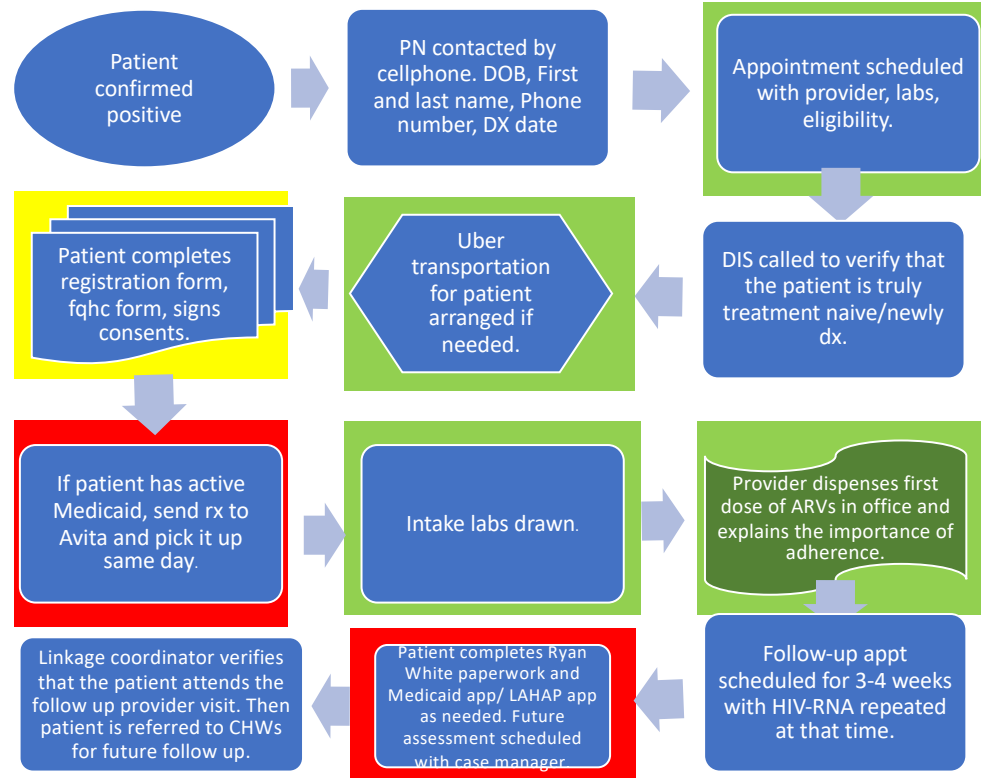 Patient
confirmed
positive
PN contacted by
cellphone. DOB, First
and last name, Phone
number, DX date
Appointment scheduled
with provider, labs,
eligibility.
DIS called to verify that
the patient is truly
treatment naive/newly
dx.
Uber
transportation
for patient
arranged if
needed.
Patient completes
registration form,
fqhc form, signs
consents.
If patient has active
Medicaid, send rx to
Avita and pick it up
same day.
Intake labs drawn.
Provider dispenses first
dose of ARVs in office and
explains the importance of
adherence.
Follow-up appt
scheduled for 3-4 weeks
with HIV-RNA repeated
at that time.
Patient completes Ryan
White paperwork and
Medicaid app/ LAHAP app
as needed. Future
assessment scheduled
with case manager.
Linkage coordinator verifies
that the patient attends the
follow up provider visit. Then
patient is referred to CHWs
for future follow up.